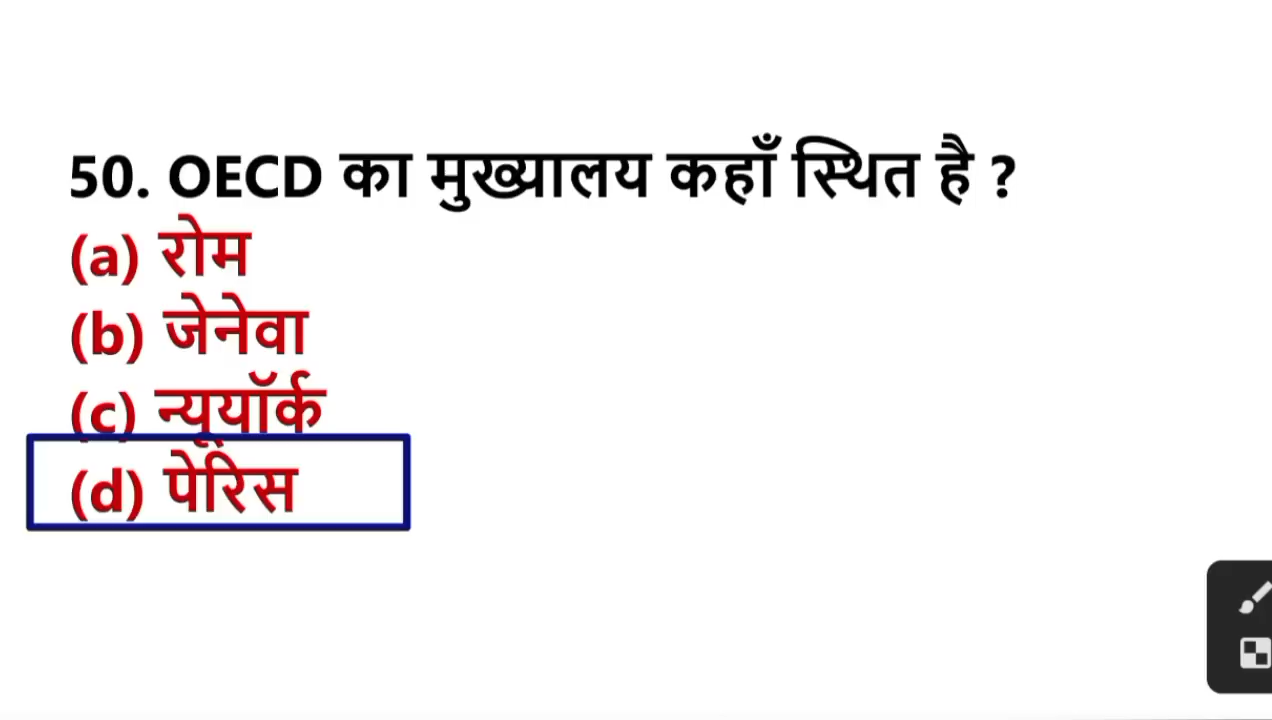 50. OECD का मुख्यालय कहाँ स्थित है ?
(a) रोम
(b) जेनेवा
(c) न्यूयॉर्क
(d) पेरिस